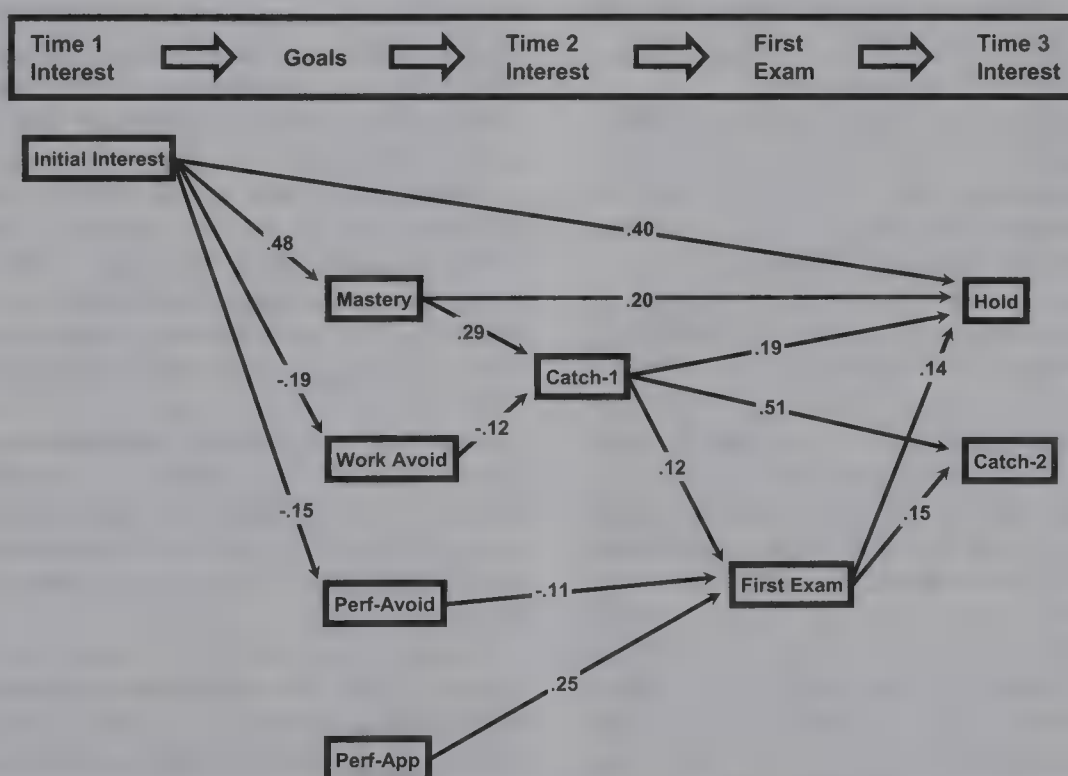 Time 1
Interest
Goals
Time 2
Interest
First
Exam
Time 3
Interest
Initial Interest
.40
.48
Mastery
.20
Hold
.29
.19
.14
-.19
Catch-1
.51
-.12
Work Avoid
Catch-2
.12
.15
-.15
First Exam
Perf-Avoid
-.11
.25
Perf-App